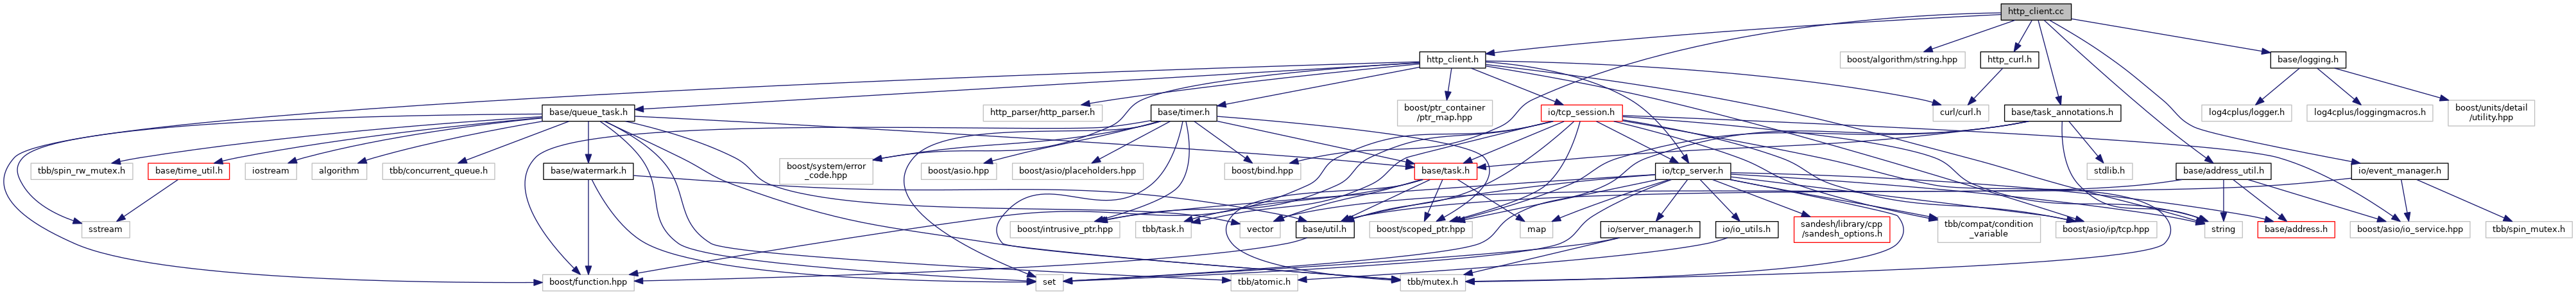 http_client.cc
http_client.h
boost/algorithm/string.hpp
http_curl.h
base/logging.h
base/queue_task.h
http_parser/http_parser.h
base/timer.h
boost/ptr_container
/ptr_map.hpp
io/tcp_session.h
curl/curl.h
base/task_annotations.h
log4cplus/logger.h
log4cplus/loggingmacros.h
boost/units/detail
/utility.hpp
tbb/spin_rw_mutex.h
base/time_util.h
iostream
algorithm
tbb/concurrent_queue.h
base/watermark.h
boost/system/error
_code.hpp
boost/asio.hpp
boost/asio/placeholders.hpp
boost/bind.hpp
base/task.h
io/tcp_server.h
stdlib.h
base/address_util.h
io/event_manager.h
sstream
boost/intrusive_ptr.hpp
tbb/task.h
vector
base/util.h
boost/scoped_ptr.hpp
map
io/server_manager.h
io/io_utils.h
sandesh/library/cpp
/sandesh_options.h
tbb/compat/condition
_variable
boost/asio/ip/tcp.hpp
string
base/address.h
boost/asio/io_service.hpp
tbb/spin_mutex.h
boost/function.hpp
set
tbb/atomic.h
tbb/mutex.h